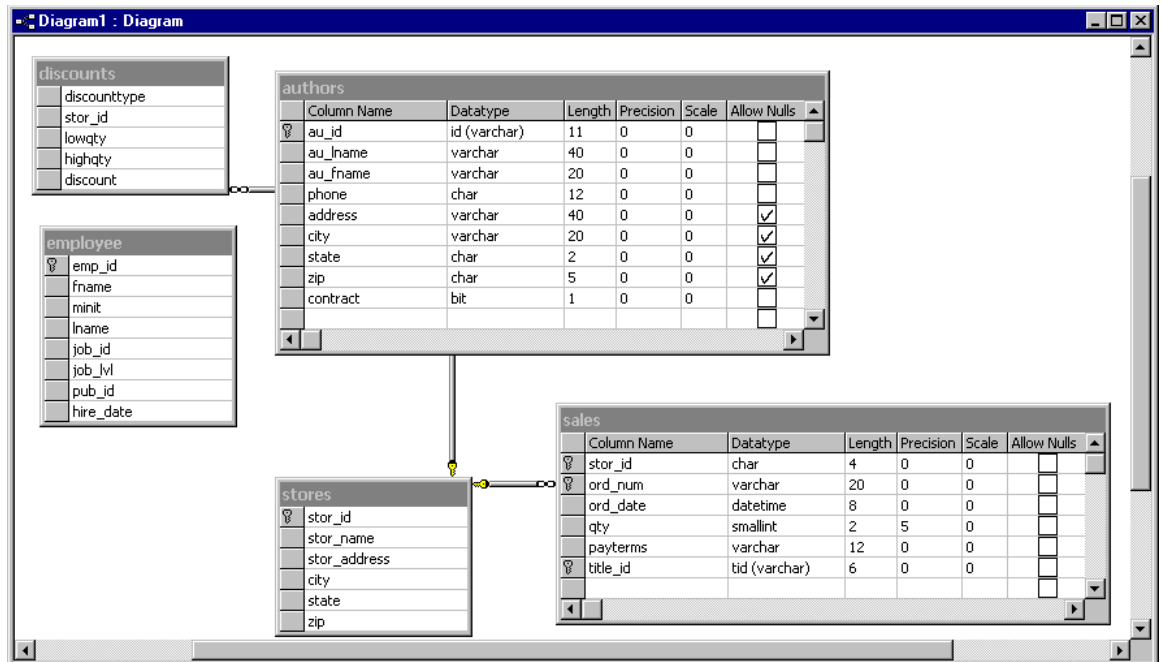 Diagram1 : Diagram
discounts
discounttype
stor_id
lowqty
highqty
discount
authors
Column Name Datatype Length Precision Scale Allow Nulls
au_id id (varchar) 11 0 0
au_lname varchar 40 0 0
au_fname varchar 20 0 0
phone char 12 0 0
address varchar 40 0 0
city varchar 20 0 0
state char 2 0 0
zip char 5 0 0
contract bit 1 0 0
employee
emp_id
fname
minit
lname
job_id
job_lvl
pub_id
hire_date
stores
stor_id
stor_name
stor_address
city
state
zip
sales
Column Name Datatype Length Precision Scale Allow Nulls
stor_id char 4 0 0
ord_num varchar 20 0 0
ord_date datetime 8 0 0
qty smallint 2 5 0
payterms varchar 12 0 0
title_id tid (varchar) 6 0 0